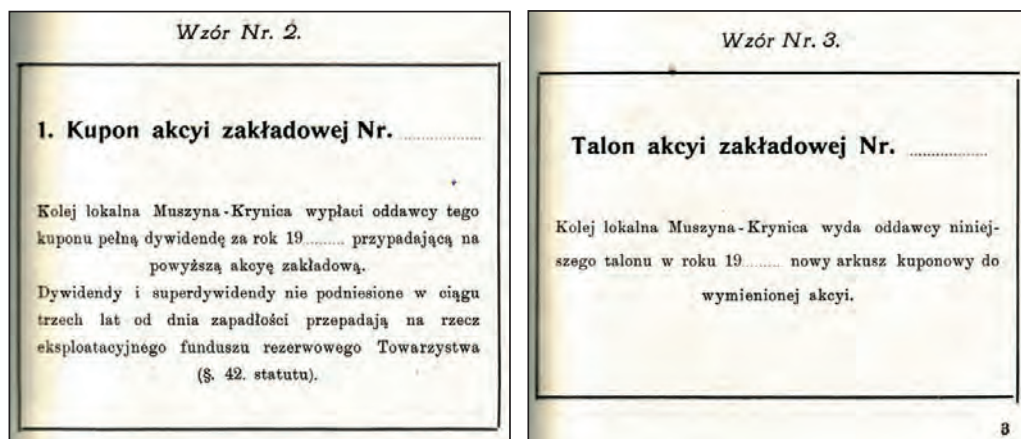 Wzór Nr. 2.
1. Kupon akcyi zakładowej Nr. ................
Kolej lokalna Muszyna-Krynica wypłaci oddawcy tego
kuponu pełną dywidendę za rok 19......... przypadającą na
powyższą akcyę zakładową.
Dywidendy i superdywidendy nie podniesione w ciągu
trzech lat od dnia zapadłości przepadają na rzecz
eksploatacyjnego funduszu rezerwowego Towarzystwa
(§. 42. statutu).
Wzór Nr. 3.
Talon akcyi zakładowej Nr. ................
Kolej lokalna Muszyna-Krynica wyda oddawcy niniej-
szego talonu w roku 19........ nowy arkusz kuponowy do
wymienionej akcyi.
3